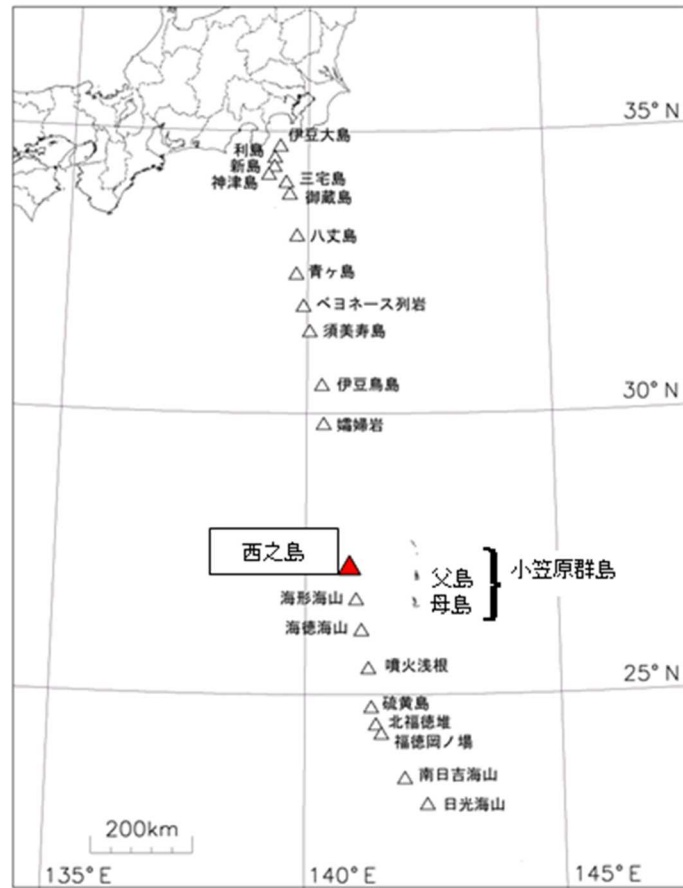 35°N
伊豆大島
利島
新島
神津島
三宅島
御蔵島
八丈島
青ヶ島
ベヨネース列岩
須美寿島
伊豆鳥島
30°N
孀婦岩
西之島
父島
母島
小笠原群島
海形海山
海徳海山
噴火浅根
25°N
硫黄島
北福徳堆
福徳岡ノ場
南日吉海山
日光海山
200km
135°E
140°E
145°E